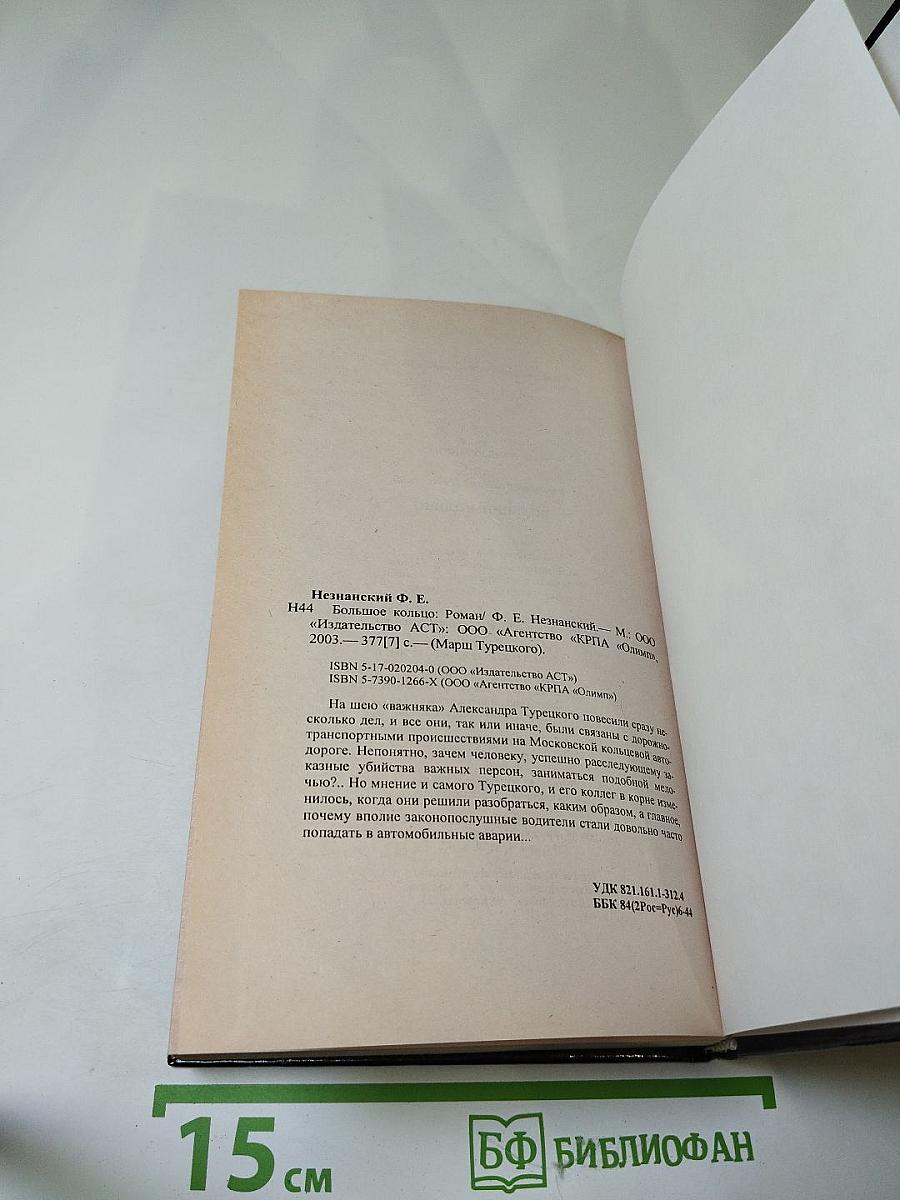 Незнанский Ф. Е.
Н44 Большое кольцо: Роман/ Ф. Е. Незнанский.— М.: ООО
«Издательство АСТ»: ООО «Агентство «КРПА «Олимп»,
2003.— 377[7] с.— (Марш Турецкого).
ISBN 5-17-020204-0 (ООО «Издательство АСТ»)
ISBN 5-7390-1266-X (ООО «Агентство «КРПА «Олимп»)
На шею «важняка» Александра Турецкого повесили сразу не-
сколько дел, и все они, так или иначе, были связаны с дорожно-
транспортными происшествиями на Московской кольцевой авто-
дороге. Непонятно, зачем человеку, успешно расследующему за-
казные убийства важных персон, заниматься подобной мело-
чью?.. Но мнение и самого Турецкого, и его коллег в корне изме-
нилось, когда они решили разобраться, каким образом, а главное,
почему вполне законопослушные водители стали довольно часто
попадать в автомобильные аварии...
УДК 821.161.1-312.4
ББК 84(2Рос=Рус)6-44
15 см
БФ БИБЛИОФАН